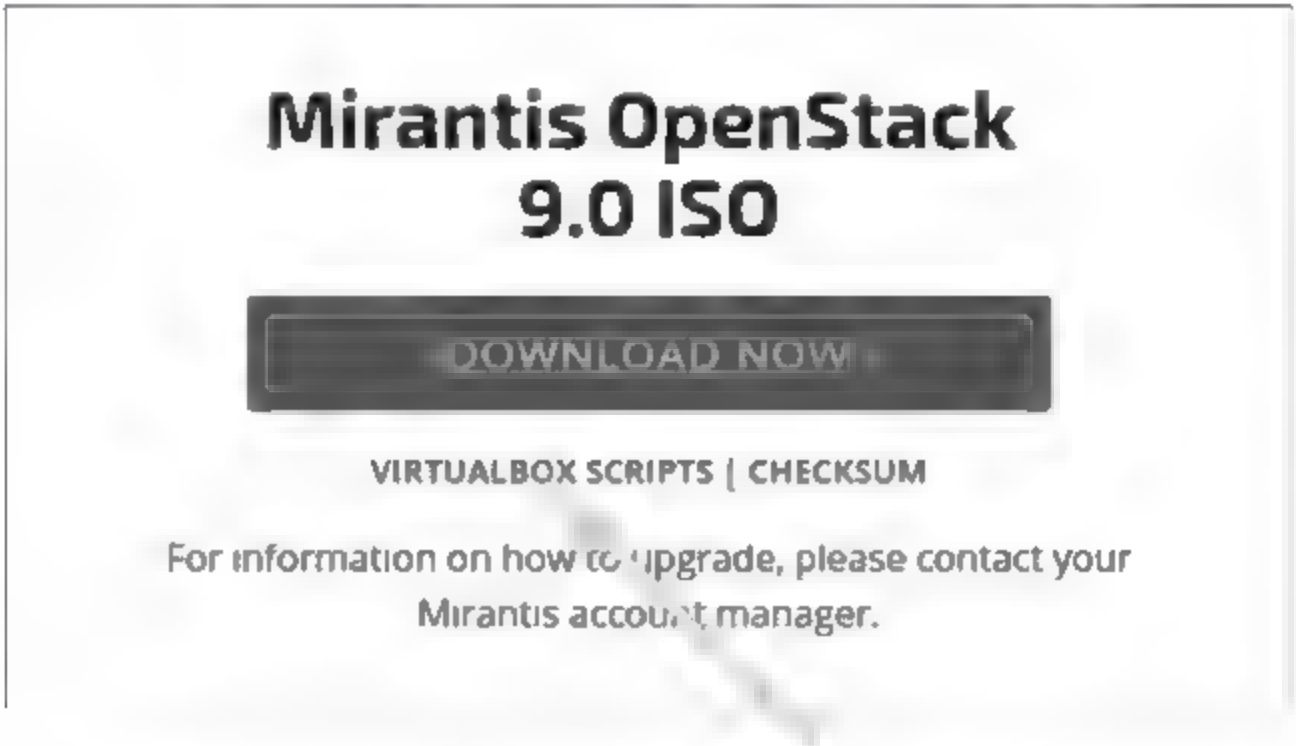 Mirantis OpenStack
9.0 ISO
DOWNLOAD NOW
VIRTUALBOX SCRIPTS | CHECKSUM
For information on how to upgrade, please contact your
Mirantis account manager.